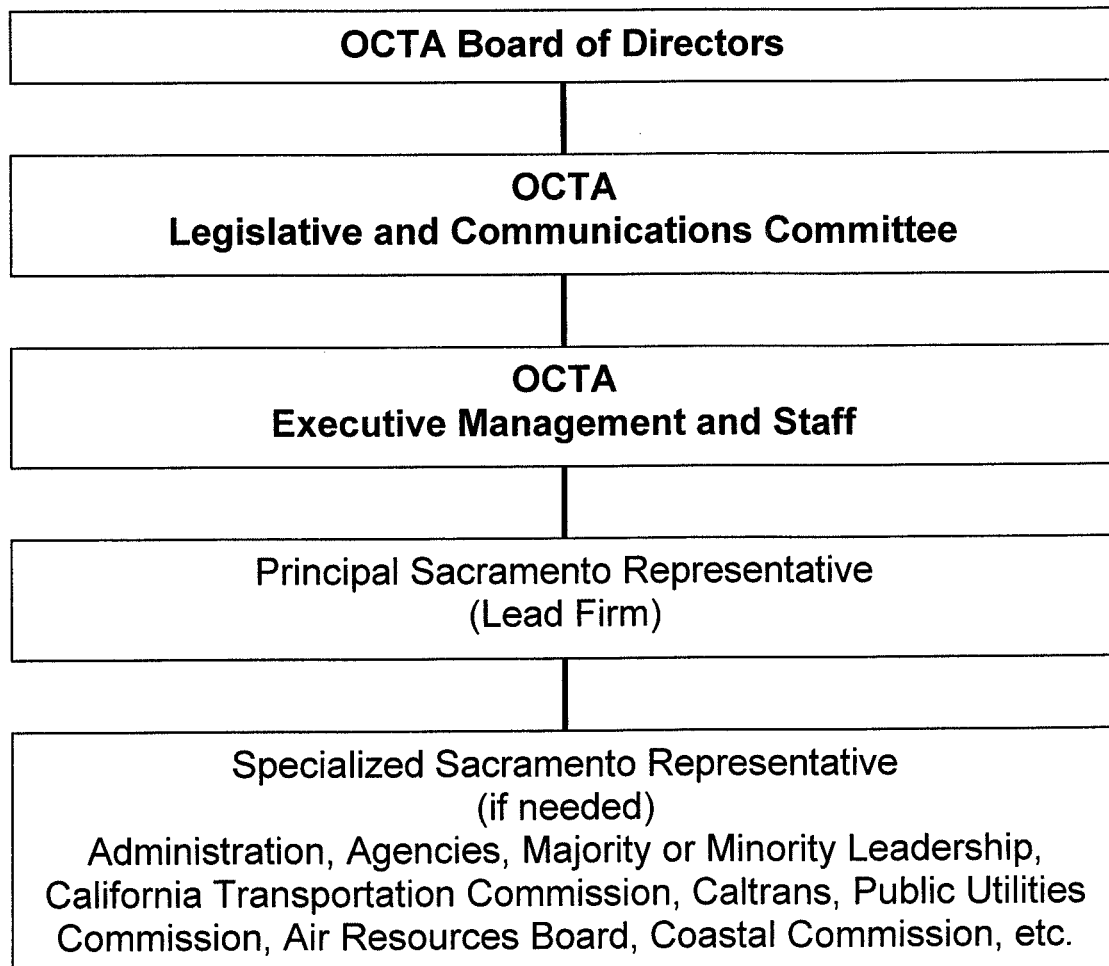 OCTA Board of Directors
OCTA
Legislative and Communications Committee
OCTA
Executive Management and Staff
Principal Sacramento Representative
(Lead Firm)
Specialized Sacramento Representative
(if needed)
Administration, Agencies, Majority or Minority Leadership,
California Transportation Commission, Caltrans, Public Utilities
Commission, Air Resources Board, Coastal Commission, etc.